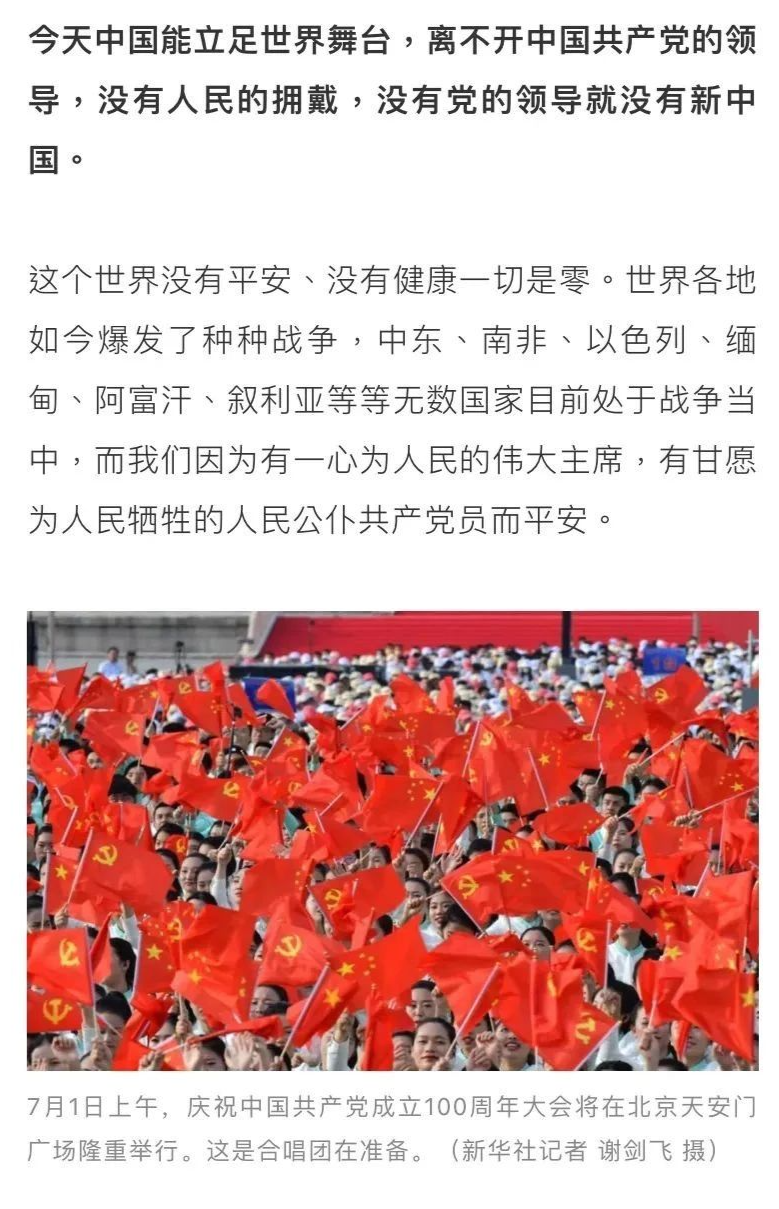 今天中国能立足世界舞台，离不开中国共产党的领
导，没有人民的拥戴，没有党的领导就没有新中
国。
这个世界没有平安、没有健康一切是零。世界各地
如今爆发了种种战争，中东、南非、以色列、缅
甸、阿富汗、叙利亚等等无数国家目前处于战争当
中，而我们因为有一心为人民的伟大主席，有甘愿
为人民牺牲的人民公仆共产党员而平安。
7月1日上午，庆祝中国共产党成立100周年大会将在北京天安门
广场隆重举行。这是合唱团在准备。（新华社记者 谢剑飞 摄）